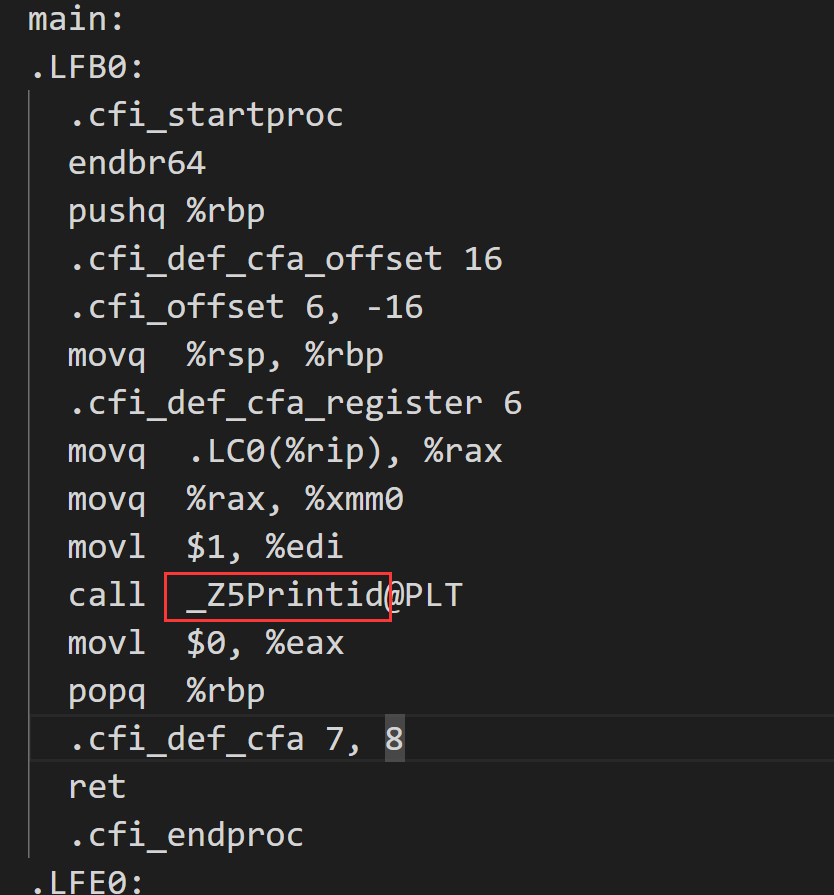 main:
.LFB0:
.cfi_startproc
endbr64
pushq %rbp
.cfi_def_cfa_offset 16
.cfi_offset 6, -16
movq %rsp, %rbp
.cfi_def_cfa_register 6
movq .LC0(%rip), %rax
movq %rax, %xmm0
movl $1, %edi
call _Z5Printid@PLT
movl $0, %eax
popq %rbp
.cfi_def_cfa 7, 8
ret
.cfi_endproc
.LFE0: